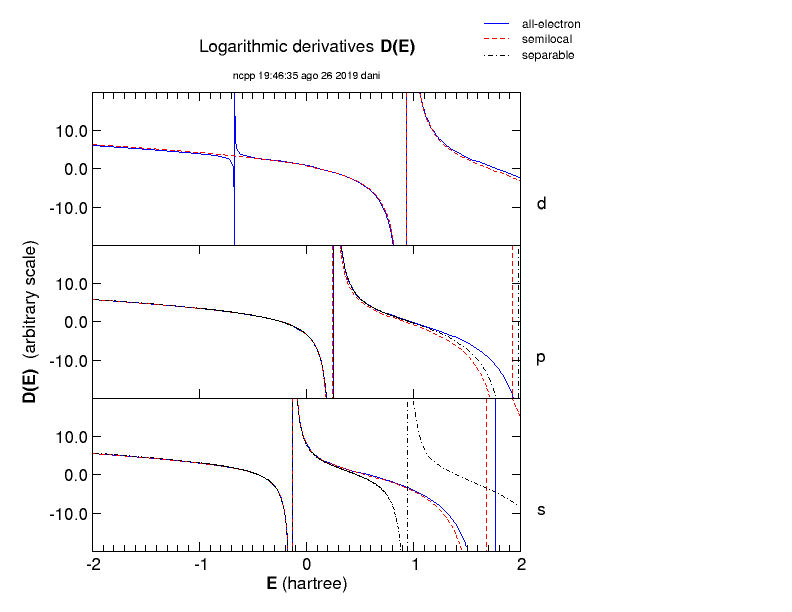 all-electron
semilocal
separable
Logarithmic derivatives D(E)
ncpp 19:46:35 ago 26 2019 dani
10.0
0.0
-10.0
d
10.0
0.0
-10.0
p
10.0
0.0
-10.0
s
D(E) (arbitrary scale)
-2 -1 0 1 2
E (hartree)